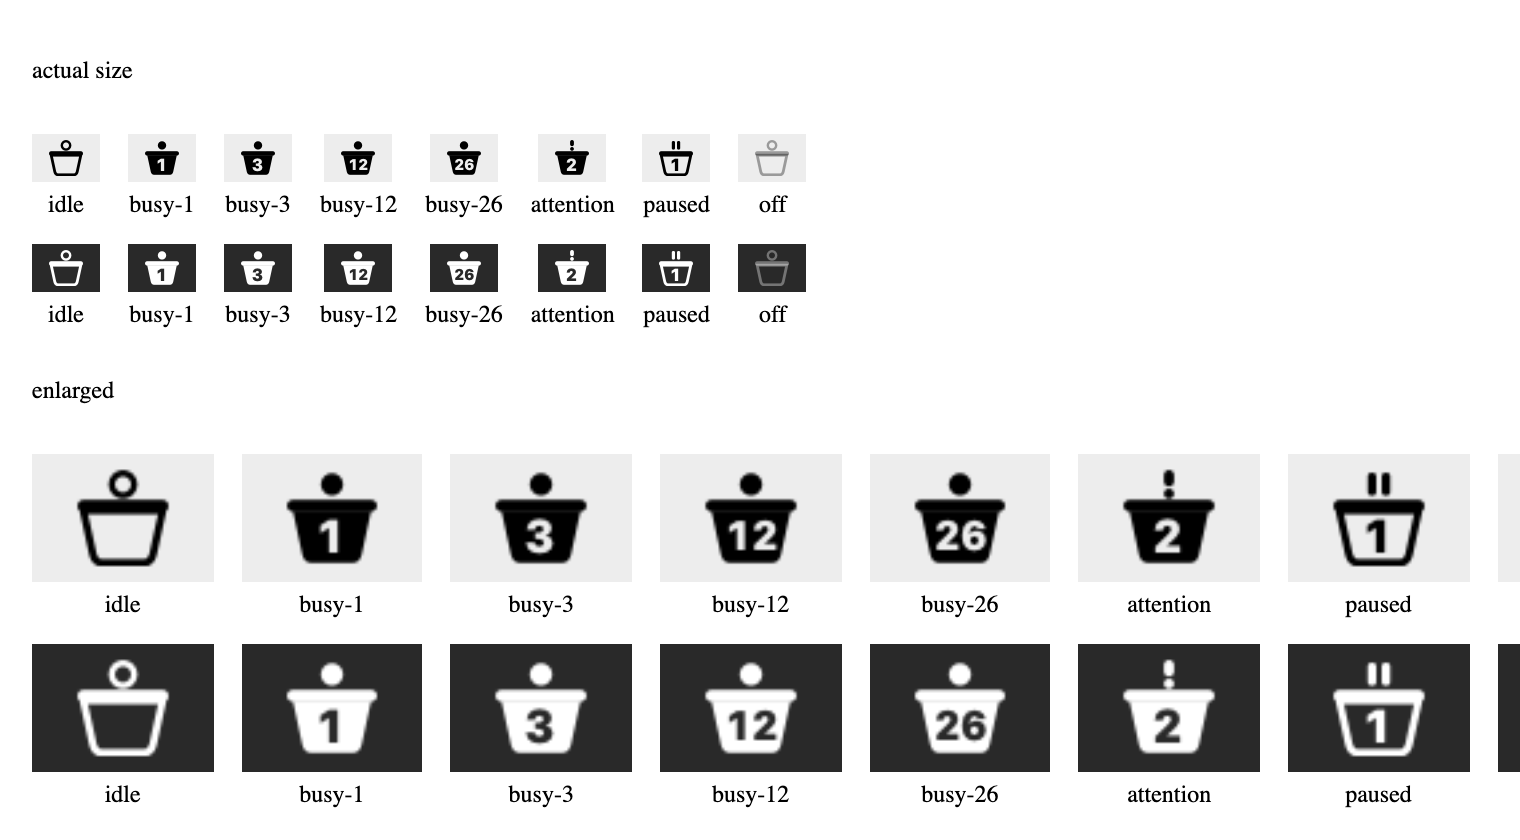 actual size
1 3 12 26 2 1
idle busy-1 busy-3 busy-12 busy-26 attention paused off
1 3 12 26 2 1
idle busy-1 busy-3 busy-12 busy-26 attention paused off
enlarged
1 3 12 26 2 1
idle busy-1 busy-3 busy-12 busy-26 attention paused
1 3 12 26 2 1
idle busy-1 busy-3 busy-12 busy-26 attention paused